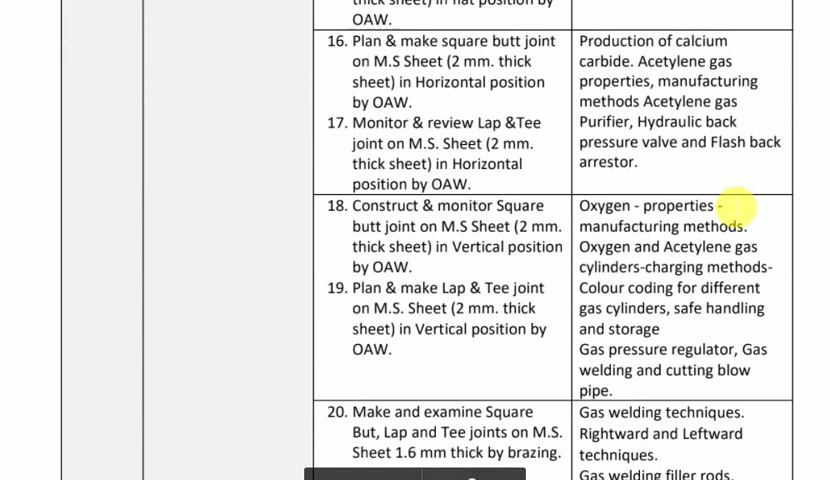 thick sheet) in flat position by
OAW.
16. Plan & make square butt joint
on M.S Sheet (2 mm. thick
sheet) in Horizontal position
by OAW.
17. Monitor & review Lap &Tee
joint on M.S. Sheet (2 mm.
thick sheet) in Horizontal
position by OAW.
Production of calcium
carbide. Acetylene gas
properties, manufacturing
methods Acetylene gas
Purifier, Hydraulic back
pressure valve and Flash back
arrestor.
18. Construct & monitor Square
butt joint on M.S Sheet (2 mm.
thick sheet) in Vertical position
by OAW.
19. Plan & make Lap & Tee joint
on M.S. Sheet (2 mm. thick
sheet) in Vertical position by
OAW.
Oxygen - properties -
manufacturing methods.
Oxygen and Acetylene gas
cylinders-charging methods-
Colour coding for different
gas cylinders, safe handling
and storage
Gas pressure regulator, Gas
welding and cutting blow
pipe.
20. Make and examine Square
But, Lap and Tee joints on M.S.
Sheet 1.6 mm thick by brazing.
Gas welding techniques.
Rightward and Leftward
techniques.
Gas welding filler rods,